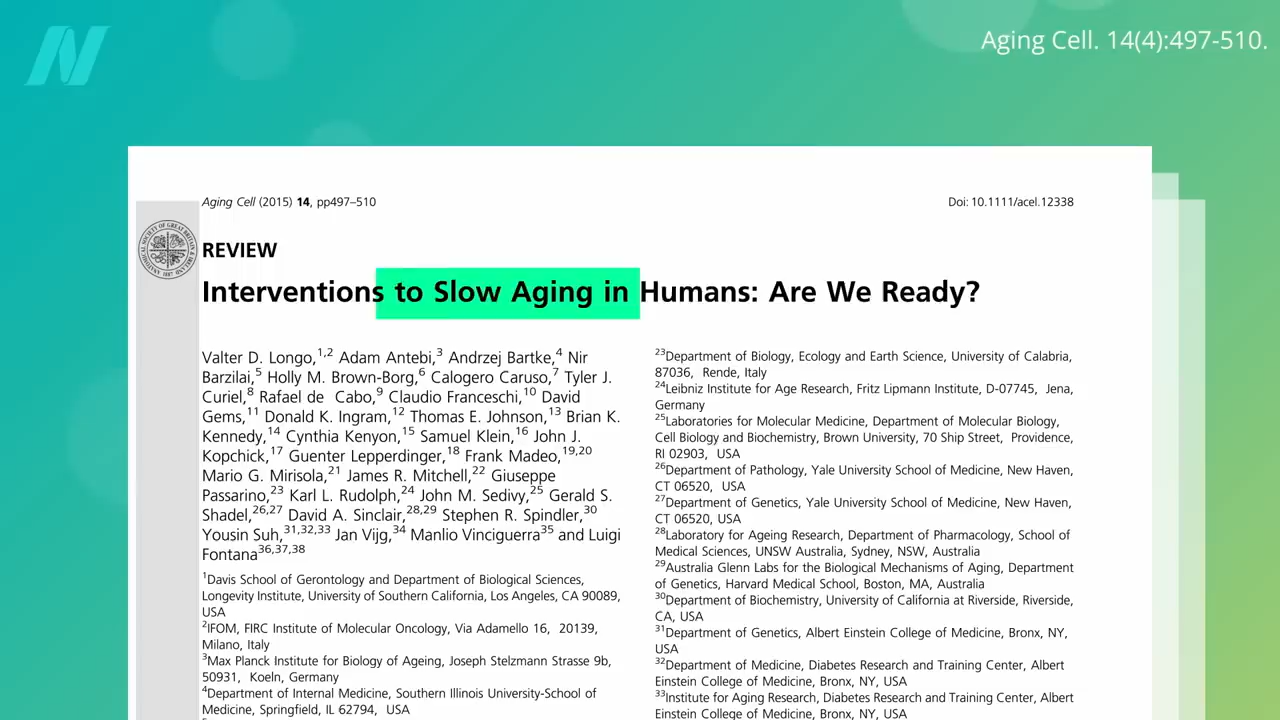 Aging Cell. 14(4):497-510.
Aging Cell (2015) 14, pp497–510
Doi: 10.1111/acel.12338
REVIEW
Interventions to Slow Aging in Humans: Are We Ready?
Valter D. Longo,1,2 Adam Antebi,3 Andrzej Bartke,4 Nir
Barzilai,5 Holly M. Brown-Borg,6 Calogero Caruso,7 Tyler J.
Curiel,8 Rafael de Cabo,9 Claudio Franceschi,10 David
Gems,11 Donald K. Ingram,12 Thomas E. Johnson,13 Brian K.
Kennedy,14 Cynthia Kenyon,15 Samuel Klein,16 John J.
Kopchick,17 Guenter Lepperdinger,18 Frank Madeo,19,20
Mario G. Mirisola,21 James R. Mitchell,22 Giuseppe
Passarino,23 Karl L. Rudolph,24 John M. Sedivy,25 Gerald S.
Shadel,26,27 David A. Sinclair,28,29 Stephen R. Spindler,30
Yousin Suh,31,32,33 Jan Vijg,34 Manlio Vinciguerra35 and Luigi
Fontana36,37,38
1Davis School of Gerontology and Department of Biological Sciences,
Longevity Institute, University of Southern California, Los Angeles, CA 90089,
USA
2IFOM, FIRC Institute of Molecular Oncology, Via Adamello 16, 20139,
Milano, Italy
3Max Planck Institute for Biology of Ageing, Joseph Stelzmann Strasse 9b,
50931, Koeln, Germany
4Department of Internal Medicine, Southern Illinois University-School of
Medicine, Springfield, IL 62794, USA
23Department of Biology, Ecology and Earth Science, University of Calabria,
87036, Rende, Italy
24Leibniz Institute for Age Research, Fritz Lipmann Institute, D-07745, Jena,
Germany
25Laboratories for Molecular Medicine, Department of Molecular Biology,
Cell Biology and Biochemistry, Brown University, 70 Ship Street, Providence,
RI 02903, USA
26Department of Pathology, Yale University School of Medicine, New Haven,
CT 06520, USA
27Department of Genetics, Yale University School of Medicine, New Haven,
CT 06520, USA
28Laboratory for Ageing Research, Department of Pharmacology, School of
Medical Sciences, UNSW Australia, Sydney, NSW, Australia
29Australia Glenn Labs for the Biological Mechanisms of Aging, Department
of Genetics, Harvard Medical School, Boston, MA, Australia
30Department of Biochemistry, University of California at Riverside, Riverside,
CA, USA
31Department of Genetics, Albert Einstein College of Medicine, Bronx, NY,
USA
32Department of Medicine, Diabetes Research and Training Center, Albert
Einstein College of Medicine, Bronx, NY, USA
33Institute for Aging Research, Diabetes Research and Training Center, Albert
Einstein College of Medicine, Bronx, NY, USA